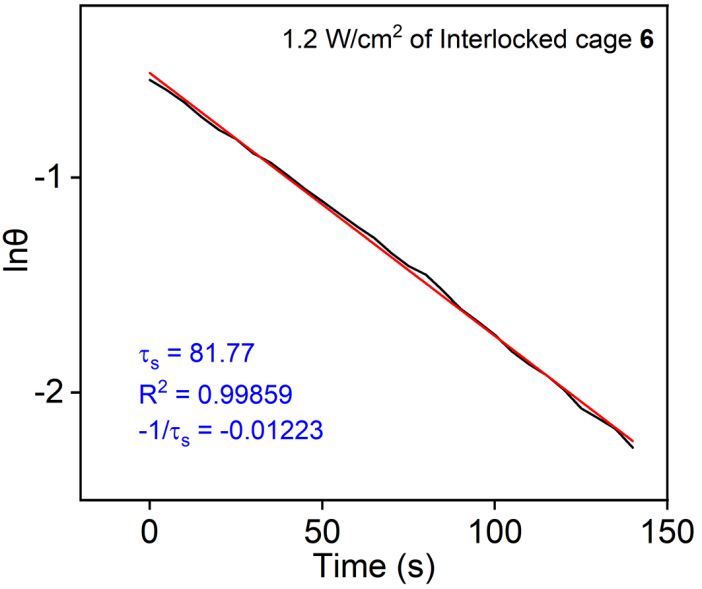 1.2 W/cm² of Interlocked cage 6
-1
-2
lnθ
τₛ = 81.77
R² = 0.99859
-1/τₛ = -0.01223
0 50 100 150
Time (s)